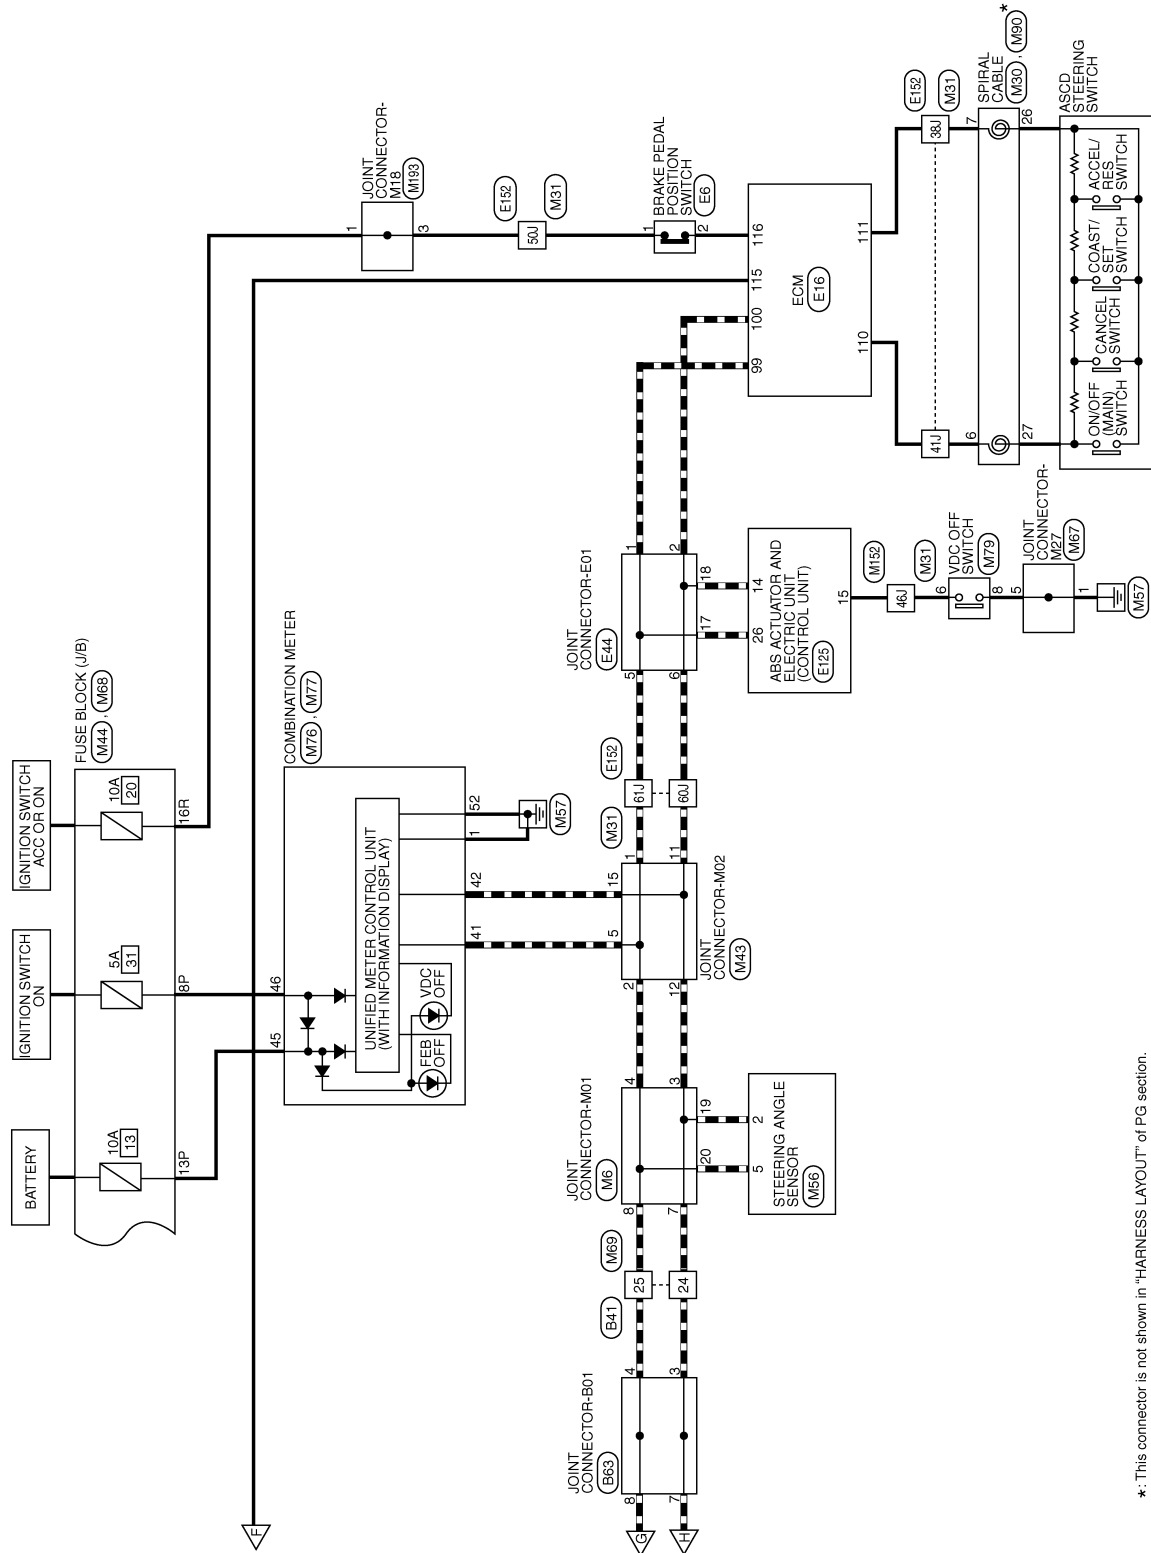 BATTERY
IGNITION SWITCH
ON
IGNITION SWITCH
ACC OR ON
FUSE BLOCK (J/B)
M44 , M68
10A
13
5A
31
10A
20
13P
8P
16R
45
46
COMBINATION METER
M76 , M77
UNIFIED METER CONTROL UNIT
(WITH INFORMATION DISPLAY)
FEB
OFF
VDC
OFF
41
42
1
52
M57
F
JOINT
CONNECTOR-
M18
M193
1
3
E152
50J
M31
BRAKE PEDAL
POSITION
SWITCH
E6
1
2
G
H
8
7
JOINT
CONNECTOR-B01
B63
4
3
B41
25
24
M69
8
7
JOINT
CONNECTOR-M01
M6
20
19
4
3
5
2
STEERING ANGLE
SENSOR
M56
2
12
5
15
JOINT
CONNECTOR-M02
M43
1
11
M31
61J
60J
E152
5
6
JOINT
CONNECTOR-E01
E44
17
18
1
2
26
14
ABS ACTUATOR AND
ELECTRIC UNIT
(CONTROL UNIT)
E125
15
M152
46J
M31
6
VDC OFF
SWITCH
M79
8
5
JOINT
CONNECTOR-
M27
M67
1
M57
99
100
115
116
ECM
E16
110
111
41J
38J
E152
M31
6
7
SPIRAL
CABLE
M30 , M90
*
27
26
ASCD
STEERING
SWITCH
ON/OFF
(MAIN)
SWITCH
CANCEL
SWITCH
COAST/
SET
SWITCH
ACCEL/
RES
SWITCH
*: This connector is not shown in "HARNESS LAYOUT" of PG section.